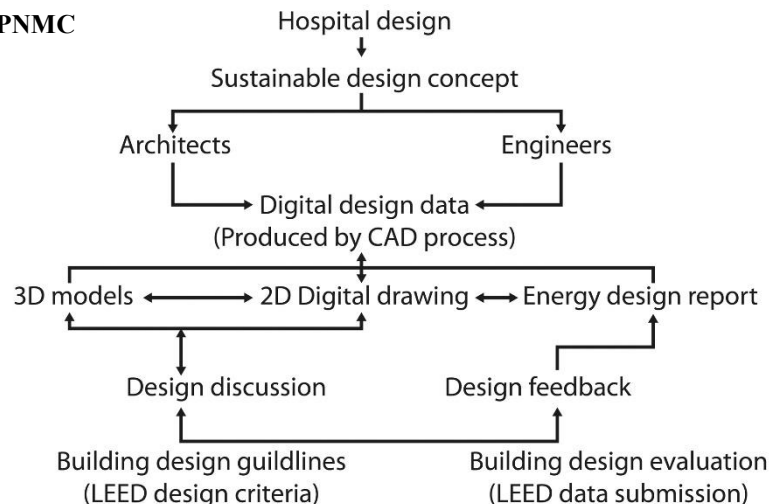 PNMC
Hospital design
Sustainable design concept
Architects
Engineers
Digital design data
(Produced by CAD process)
3D models
2D Digital drawing
Energy design report
Design discussion
Design feedback
Building design guildlines
(LEED design criteria)
Building design evaluation
(LEED data submission)